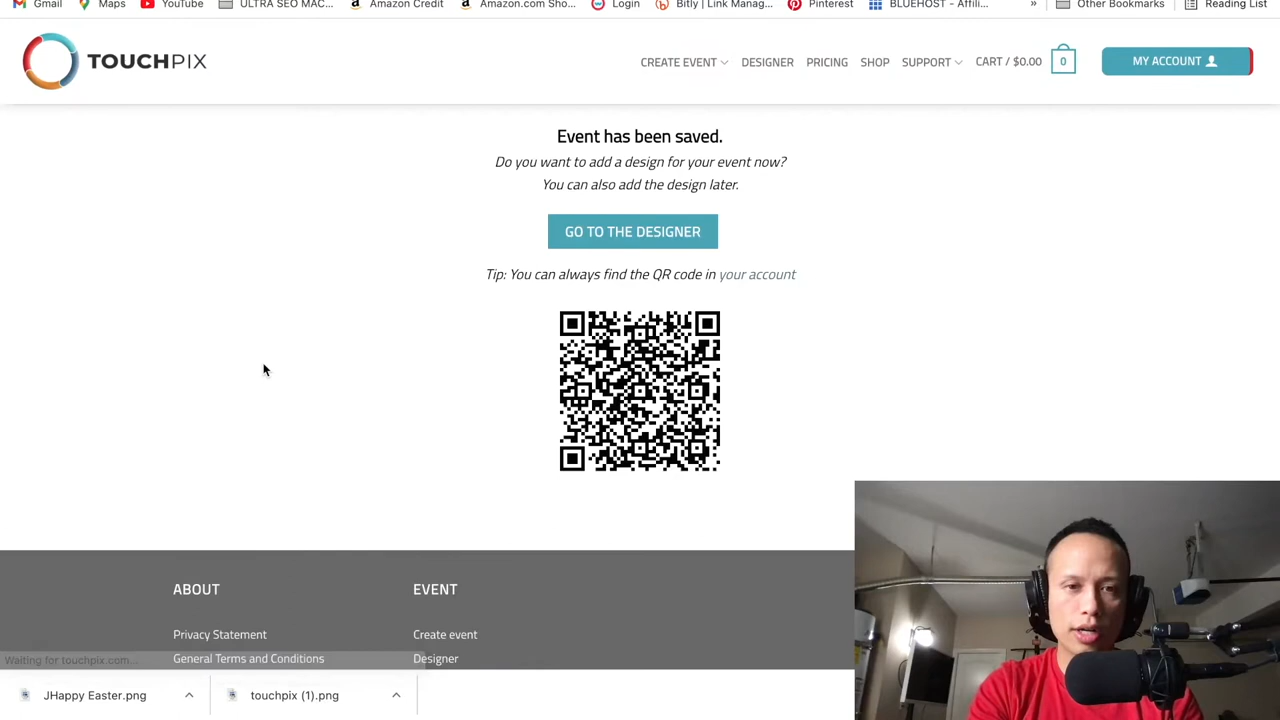 Gmail Maps YouTube ULTRA SEO MAC... Amazon Credit Amazon.com Sho... Login Bitly | Link Manag... Pinterest BLUEHOST - Affili... » Other Bookmarks Reading List
TOUCHPIX CREATE EVENT DESIGNER PRICING SHOP SUPPORT CART / $0.00 0 MY ACCOUNT
Event has been saved.
Do you want to add a design for your event now?
You can also add the design later.
GO TO THE DESIGNER
Tip: You can always find the QR code in your account
ABOUT EVENT
Privacy Statement Create event
Waiting for touchpix.com...
General Terms and Conditions Designer
JHappy Easter.png touchpix (1).png